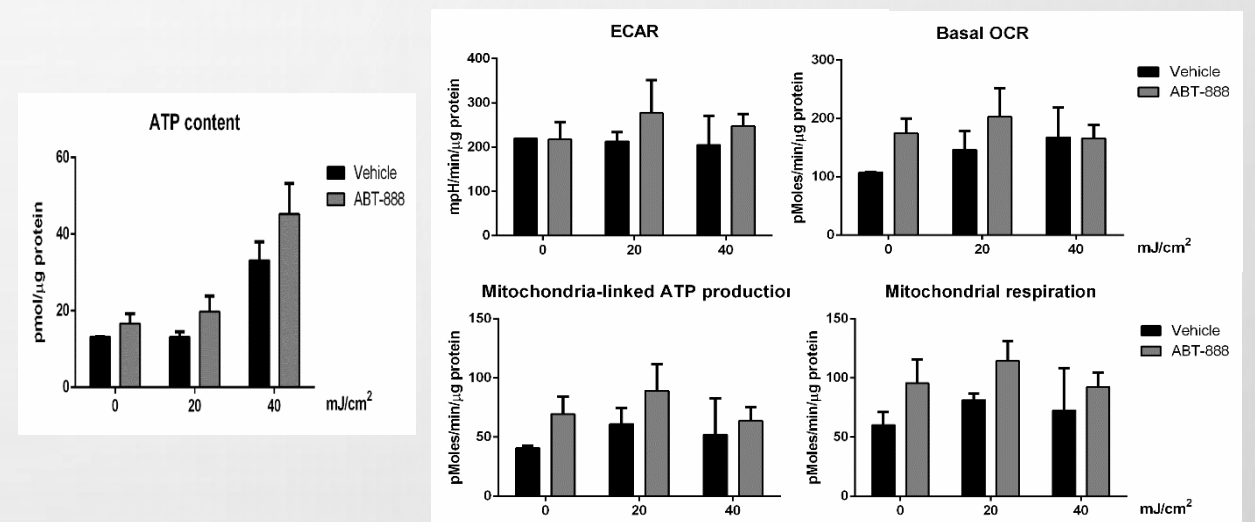 ATP content
pmol/µg protein
60
40
20
0
0 20 40 mJ/cm2
Vehicle
ABT-888
ECAR
mpH/min/µg protein
400
300
200
100
0
0 20 40
Basal OCR
pMoles/min/µg protein
300
200
100
0
0 20 40 mJ/cm2
Vehicle
ABT-888
Mitochondria-linked ATP production
pMoles/min/µg protein
150
100
50
0
0 20 40
Mitochondrial respiration
pMoles/min/µg protein
150
100
50
0
0 20 40 mJ/cm2
Vehicle
ABT-888